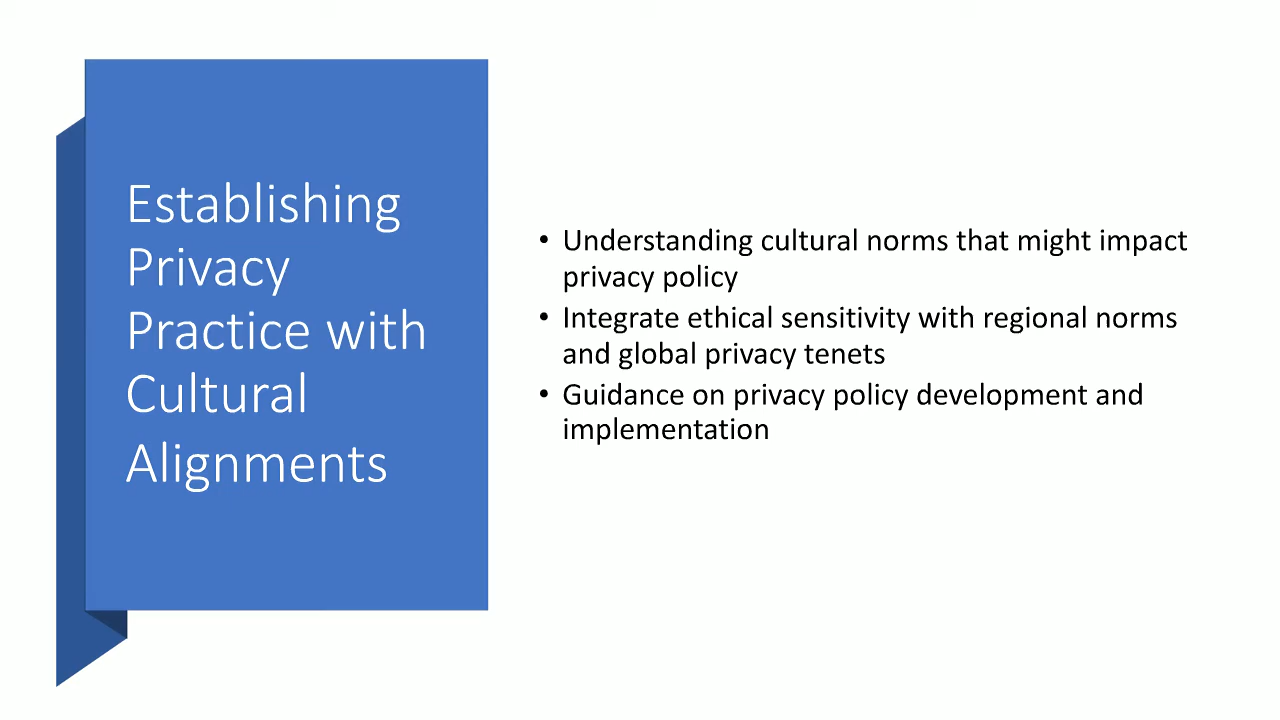 Establishing
Privacy
Practice with
Cultural
Alignments
• Understanding cultural norms that might impact
privacy policy
• Integrate ethical sensitivity with regional norms
and global privacy tenets
• Guidance on privacy policy development and
implementation